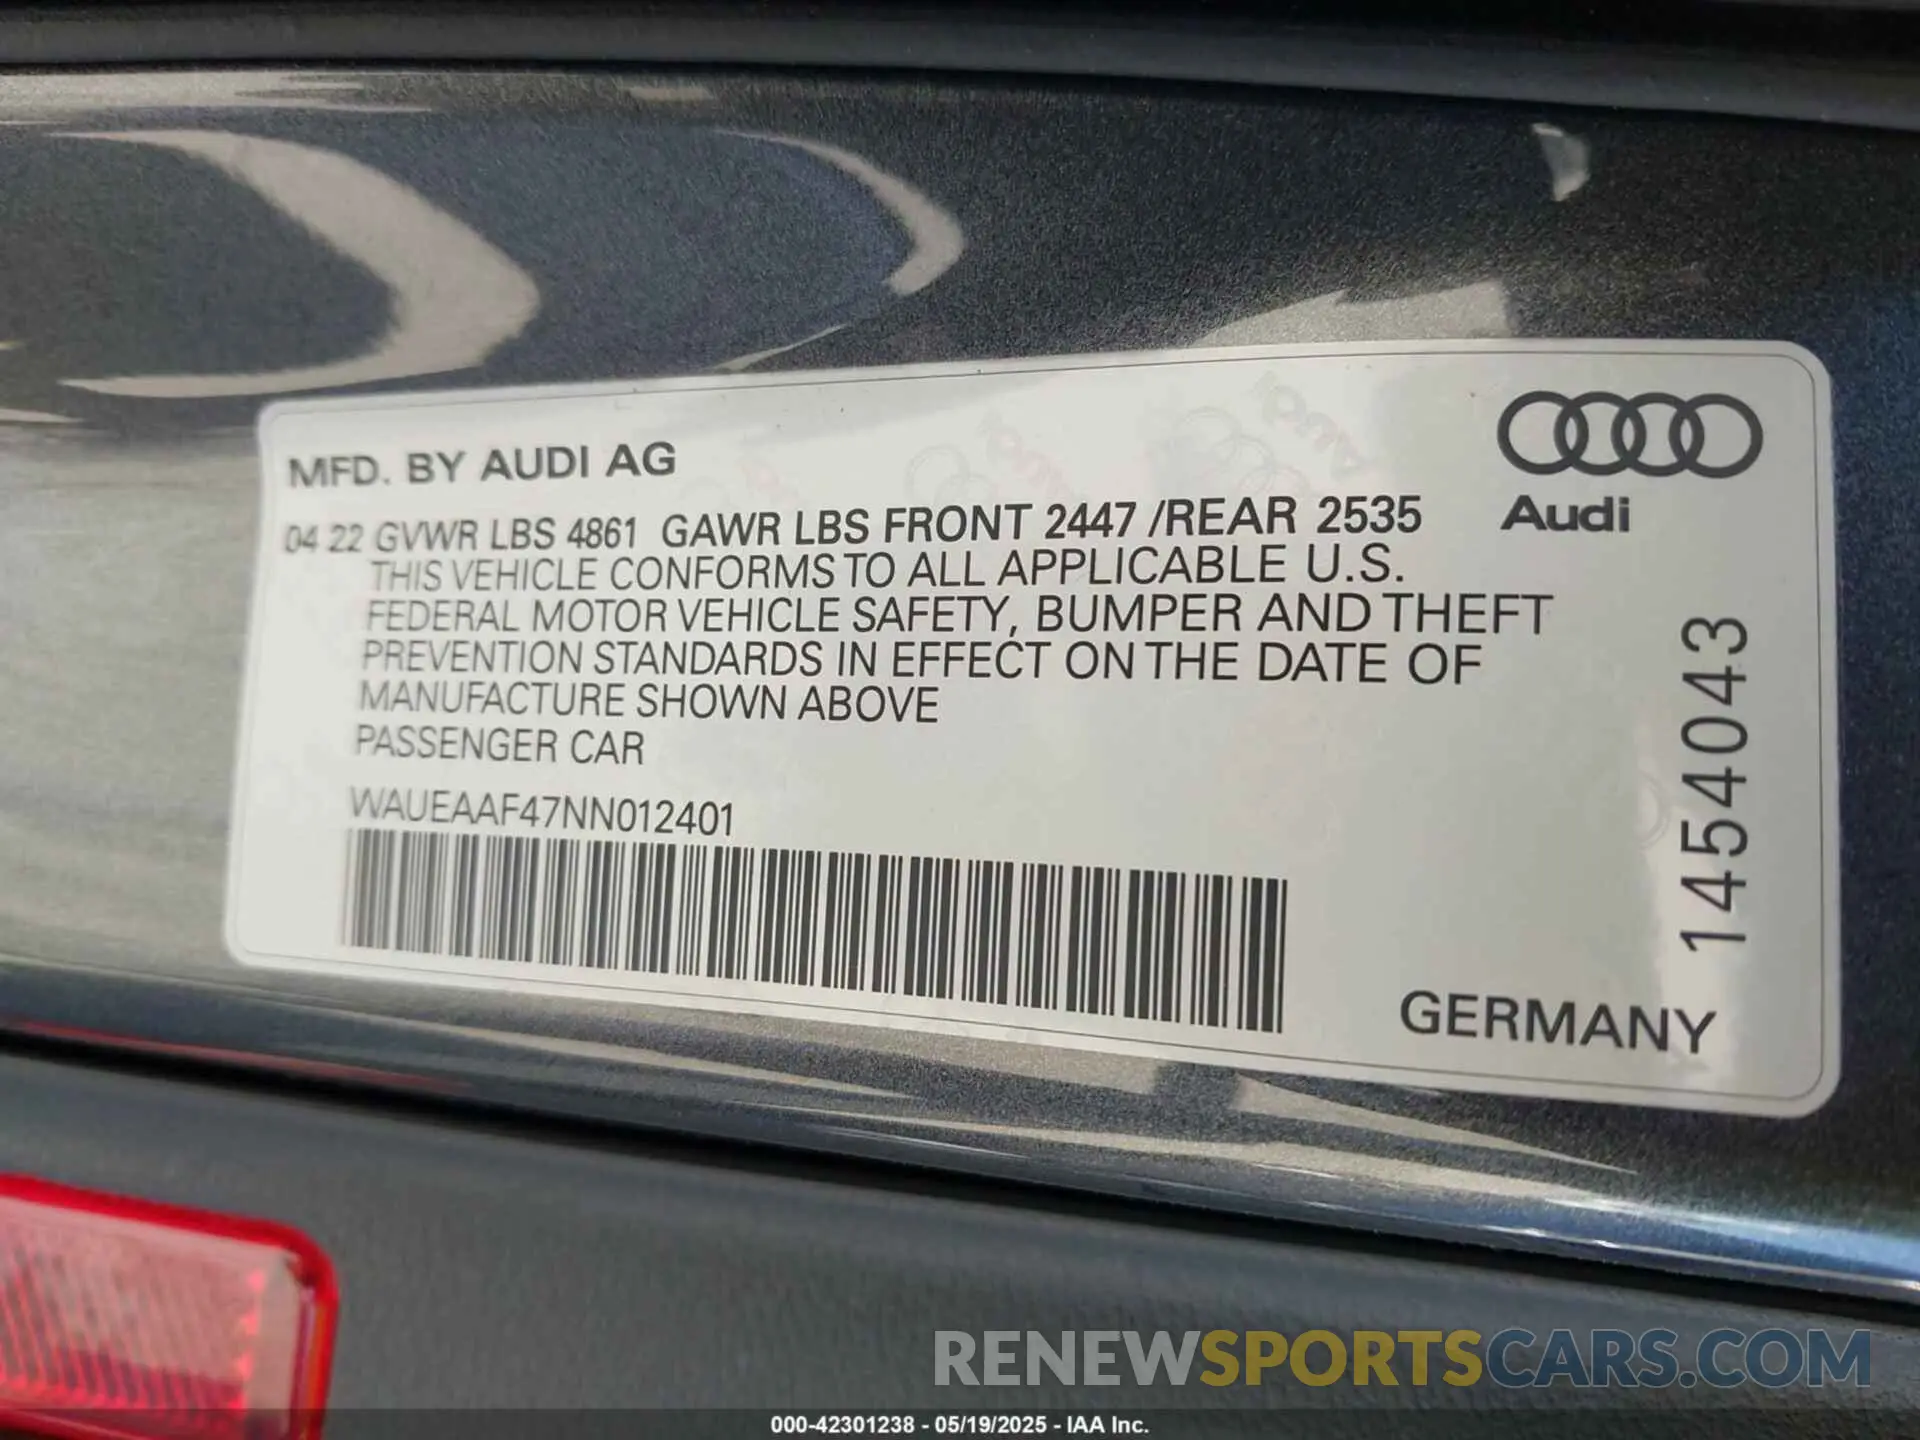 MFD. BY AUDI AG
Audi
04 22 GVWR LBS 4861 GAWR LBS FRONT 2447 /REAR 2535
THIS VEHICLE CONFORMS TO ALL APPLICABLE U.S.
FEDERAL MOTOR VEHICLE SAFETY, BUMPER AND THEFT
PREVENTION STANDARDS IN EFFECT ON THE DATE OF
MANUFACTURE SHOWN ABOVE
PASSENGER CAR
WAUEAAF47NN012401
1454043
GERMANY
RENEWSPORTSCARS.COM
000-42301238 - 05/19/2025 - IAA Inc.